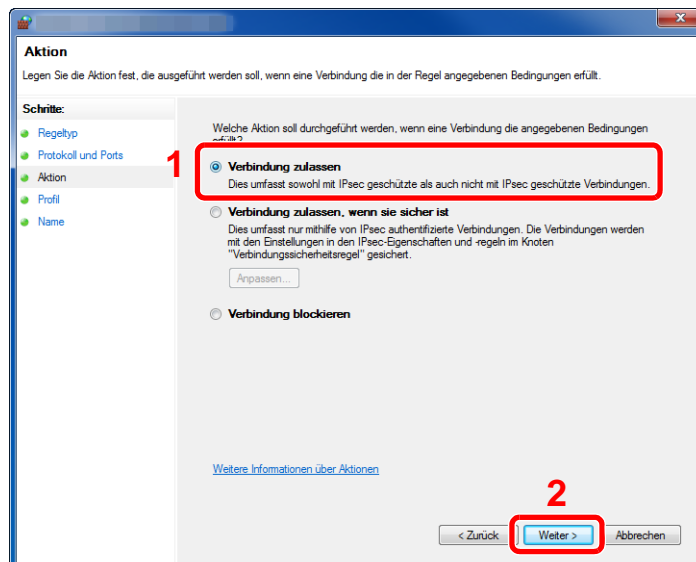 Aktion
Legen Sie die Aktion fest, die ausgeführt werden soll, wenn eine Verbindung die in der Regel angegebenen Bedingungen erfüllt.
Schritte:
Regeltyp
Protokoll und Ports
Aktion
Profil
Name
Welche Aktion soll durchgeführt werden, wenn eine Verbindung die angegebenen Bedingungen
erfüllt?
1
Verbindung zulassen
Dies umfasst sowohl mit IPsec geschützte als auch nicht mit IPsec geschützte Verbindungen.
Verbindung zulassen, wenn sie sicher ist
Dies umfasst nur mithilfe von IPsec authentifizierte Verbindungen. Die Verbindungen werden
mit den Einstellungen in den IPsec-Eigenschaften und -regeln im Knoten
"Verbindungssicherheitsregel" gesichert.
Anpassen...
Verbindung blockieren
Weitere Informationen über Aktionen
2
< Zurück
Weiter >
Abbrechen